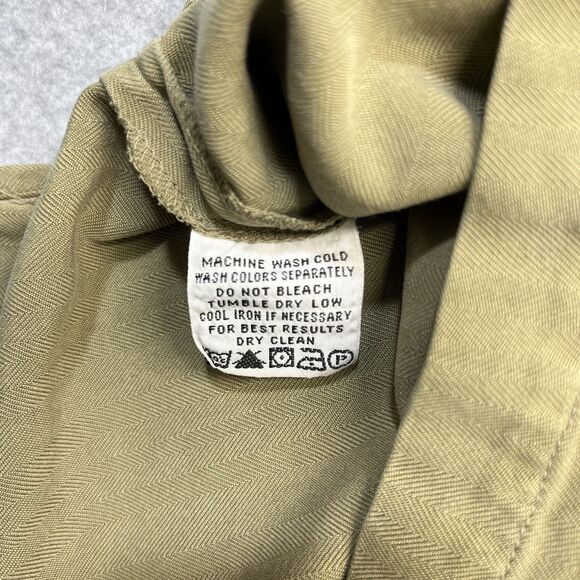 MACHINE WASH COLD
WASH COLORS SEPARATELY
DO NOT BLEACH
TUMBLE DRY LOW
COOL IRON IF NECESSARY
FOR BEST RESULTS
DRY CLEAN
P